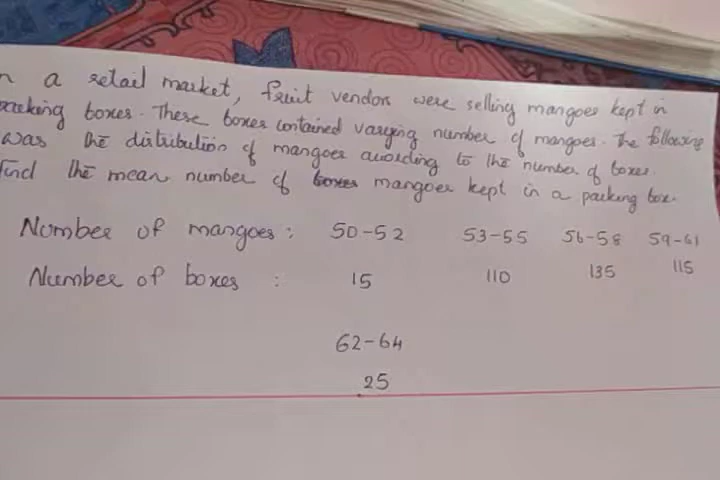 n a retail market, fruit vendors were selling mangoes kept in
packing boxes. These boxes contained varying number of mangoes. The following
was the distribution of mangoes according to the number of boxes.
Find the mean number of boxes mangoes kept in a packing box.
Number of mangoes : 50-52 53-55 56-58 59-61
Number of boxes : 15 110 135 115
62-64
25